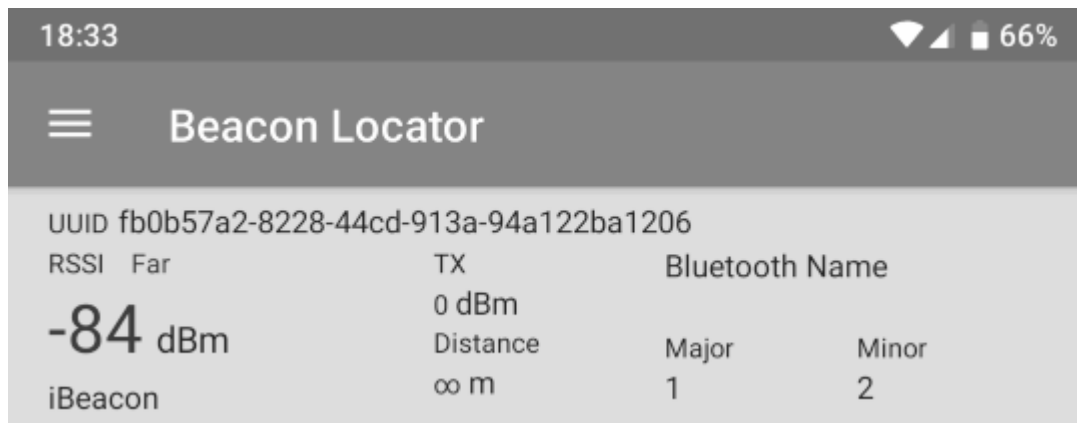 18:33 66%
Beacon Locator
UUID fb0b57a2-8228-44cd-913a-94a122ba1206
RSSI Far TX Bluetooth Name
0 dBm
-84 dBm Distance Major Minor
iBeacon ∞ m 1 2